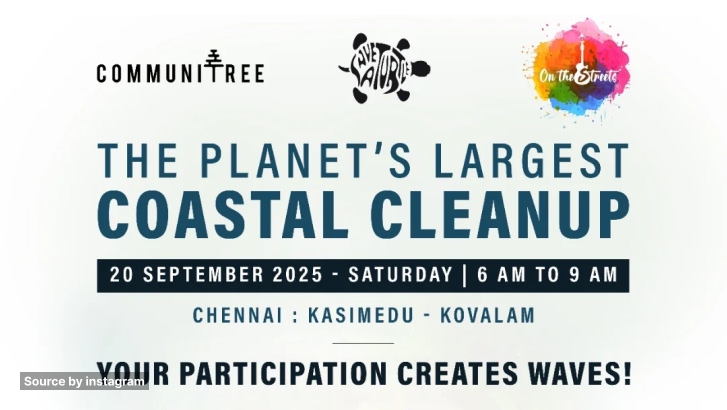 COMMUNITREE
SAVE A TURTLE
On the Streets
THE PLANET'S LARGEST
COASTAL CLEANUP
20 SEPTEMBER 2025 - SATURDAY | 6 AM TO 9 AM
CHENNAI : KASIMEDU - KOVALAM
YOUR PARTICIPATION CREATES WAVES!
Source by instagram